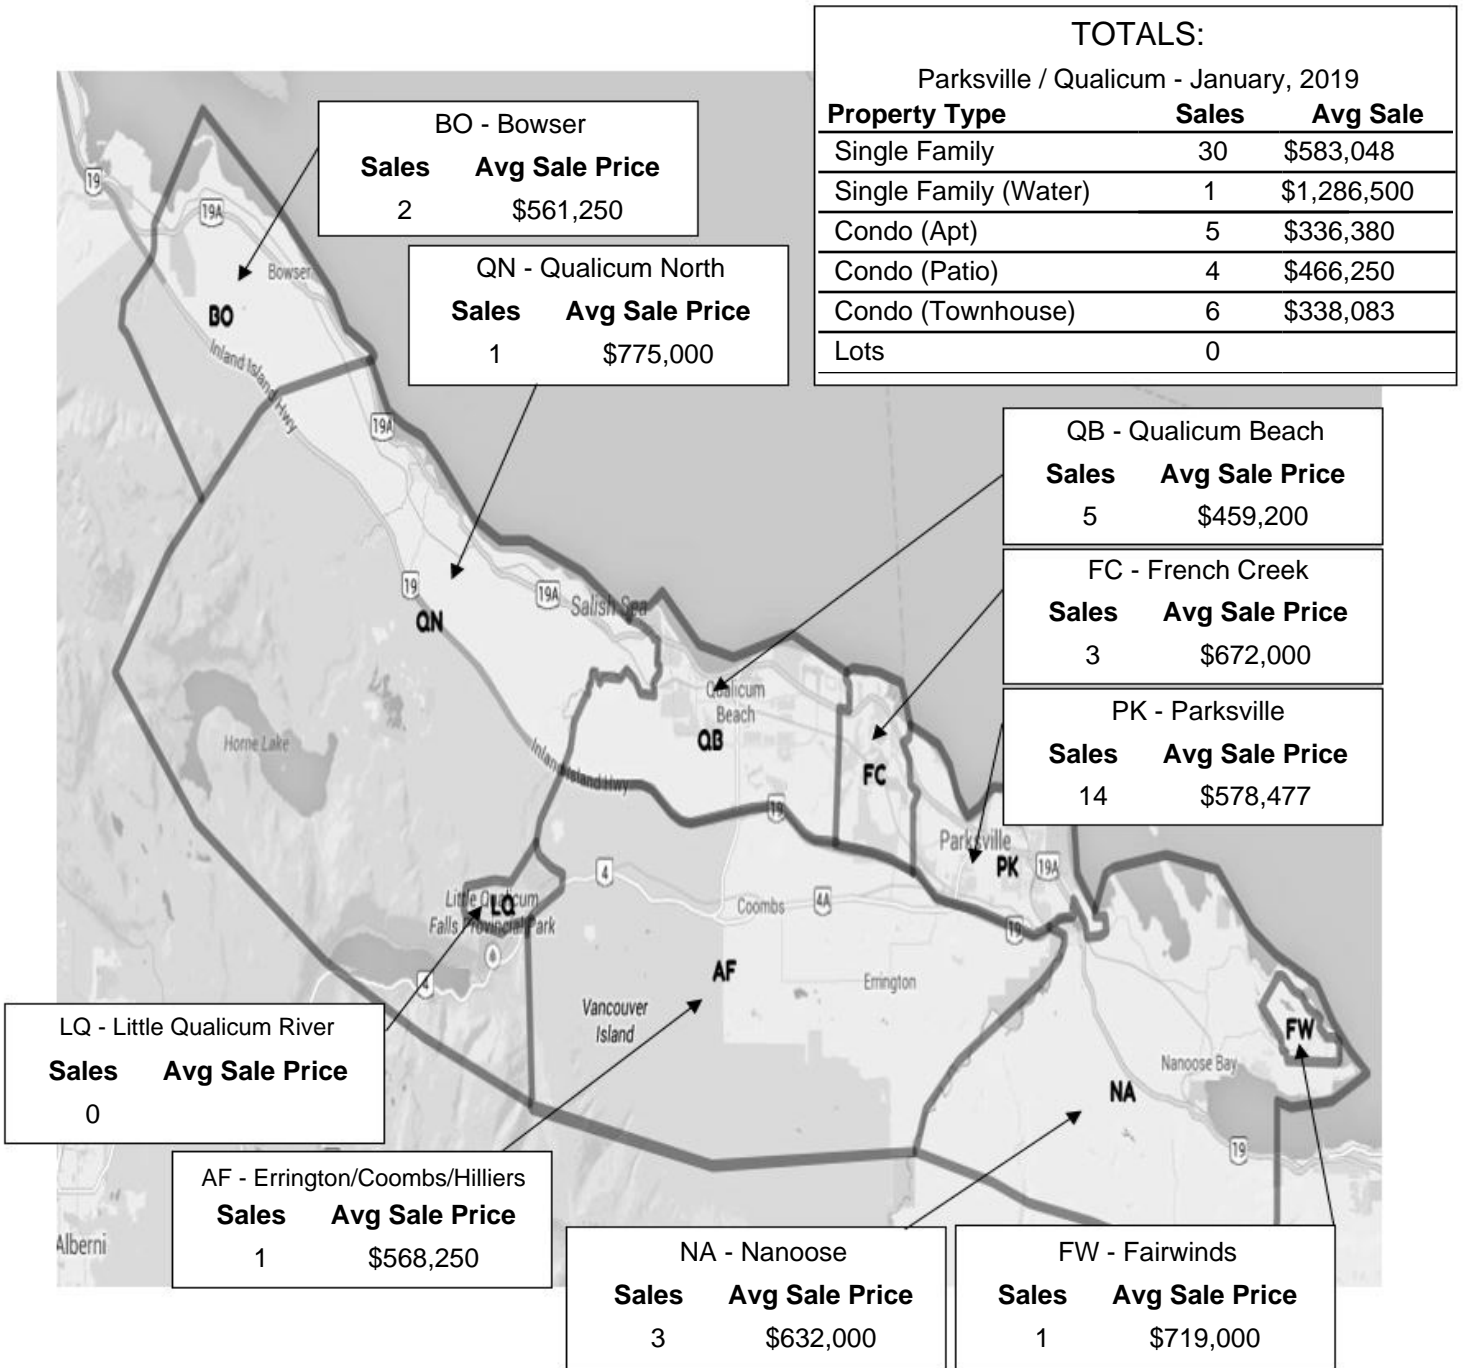 TOTALS:
Parksville / Qualicum - January, 2019
Property Type Sales Avg Sale
Single Family 30 $583,048
Single Family (Water) 1 $1,286,500
Condo (Apt) 5 $336,380
Condo (Patio) 4 $466,250
Condo (Townhouse) 6 $338,083
Lots 0
BO - Bowser
Sales Avg Sale Price
2 $561,250
QN - Qualicum North
Sales Avg Sale Price
1 $775,000
QB - Qualicum Beach
Sales Avg Sale Price
5 $459,200
FC - French Creek
Sales Avg Sale Price
3 $672,000
PK - Parksville
Sales Avg Sale Price
14 $578,477
19
19A
Bowser
BO
Inland Island Hwy
19A
19
19A
Salish Sea
QN
Qualicum
Beach
QB
Horne Lake
Inland Island Hwy
FC
19
Parksville
PK
19A
4
Little Qualicum
Falls Provincial Park
LQ
Coombs
4A
19
4
AF
Errington
Vancouver
Island
FW
Nanoose Bay
NA
19
Alberni
LQ - Little Qualicum River
Sales Avg Sale Price
0
AF - Errington/Coombs/Hilliers
Sales Avg Sale Price
1 $568,250
NA - Nanoose
Sales Avg Sale Price
3 $632,000
FW - Fairwinds
Sales Avg Sale Price
1 $719,000